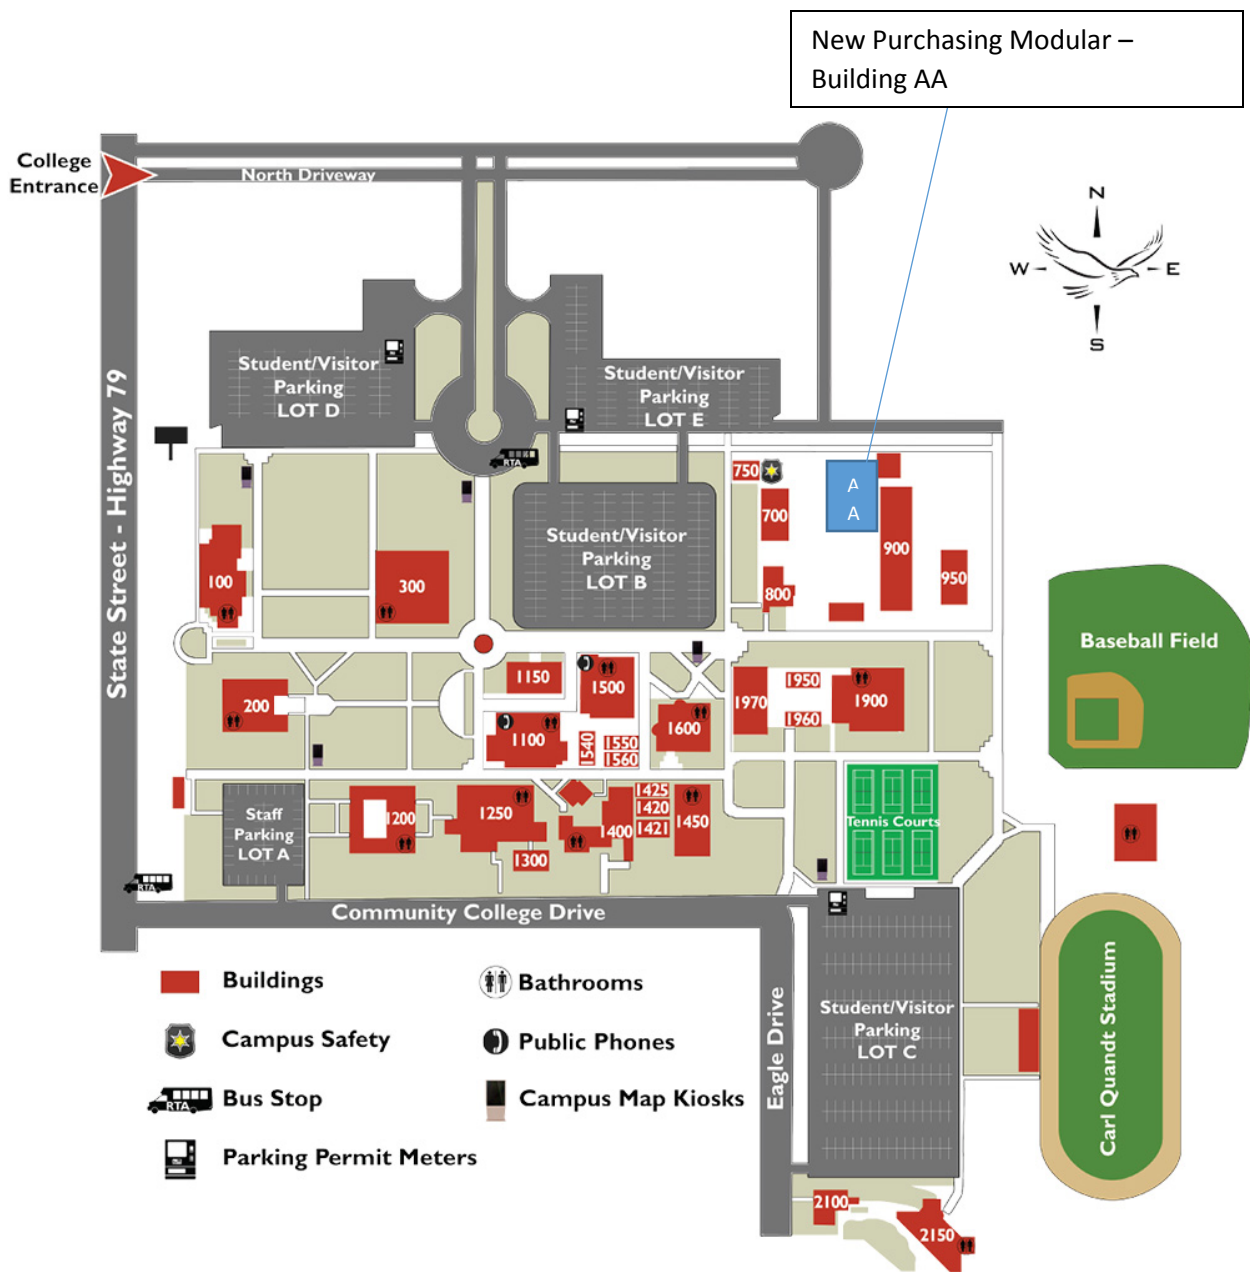 New Purchasing Modular –
Building AA
College
Entrance
North Driveway
N
W
E
S
State Street - Highway 79
Student/Visitor
Parking
LOT D
Student/Visitor
Parking
LOT E
RTA
Student/Visitor
Parking
LOT B
750
700
A
A
900
950
800
100
300
Baseball Field
200
1150
1500
1100
1540
1550
1560
1600
1970
1950
1960
1900
Staff
Parking
LOT A
1200
1250
1300
1400
1425
1420
1421
1450
Tennis Courts
RTA
Community College Drive
Eagle Drive
Student/Visitor
Parking
LOT C
Carl Quandt Stadium
2100
2150
Buildings
Campus Safety
RTA
Bus Stop
Parking Permit Meters
Bathrooms
Public Phones
Campus Map Kiosks